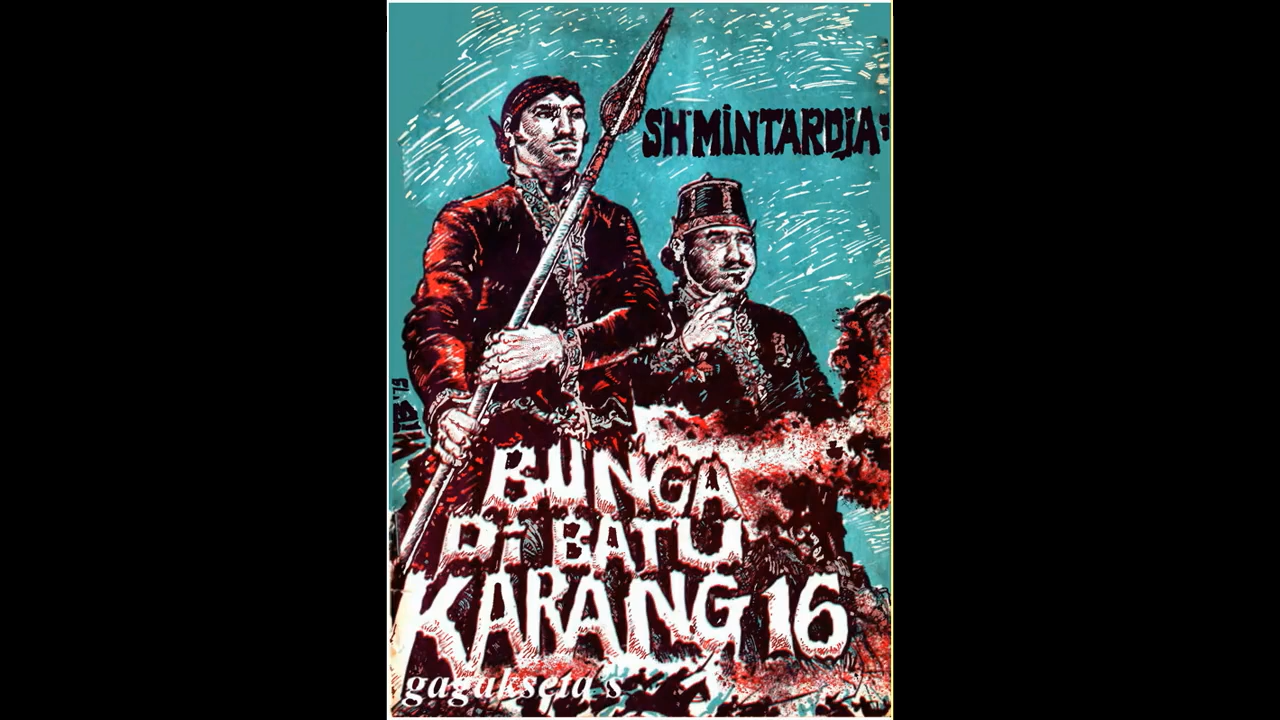 SH MINTARDJA:
BUNGA
Di BATU
KARANG 16
gagakseta's